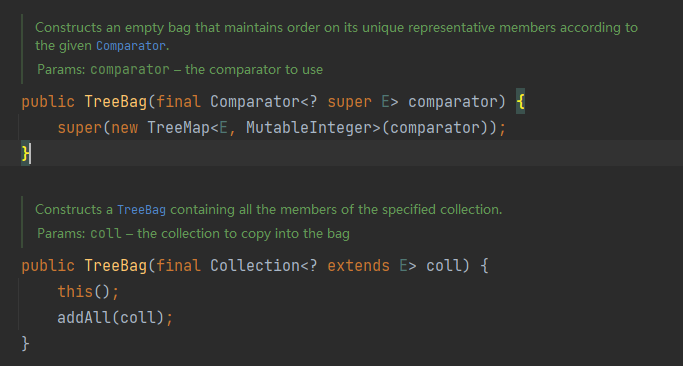 Constructs an empty bag that maintains order on its unique representative members according to
the given Comparator.
Params: comparator – the comparator to use
public TreeBag(final Comparator<? super E> comparator) {
super(new TreeMap<E, MutableInteger>(comparator));
}
Constructs a TreeBag containing all the members of the specified collection.
Params: coll – the collection to copy into the bag
public TreeBag(final Collection<? extends E> coll) {
this();
addAll(coll);
}